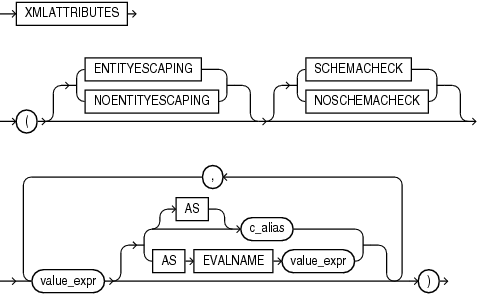 XMLATTRIBUTES
ENTITYESCAPING SCHEMACHECK
( NOENTITYESCAPING NOSCHEMACHECK
,
AS
c_alias
value_expr AS EVALNAME value_expr )